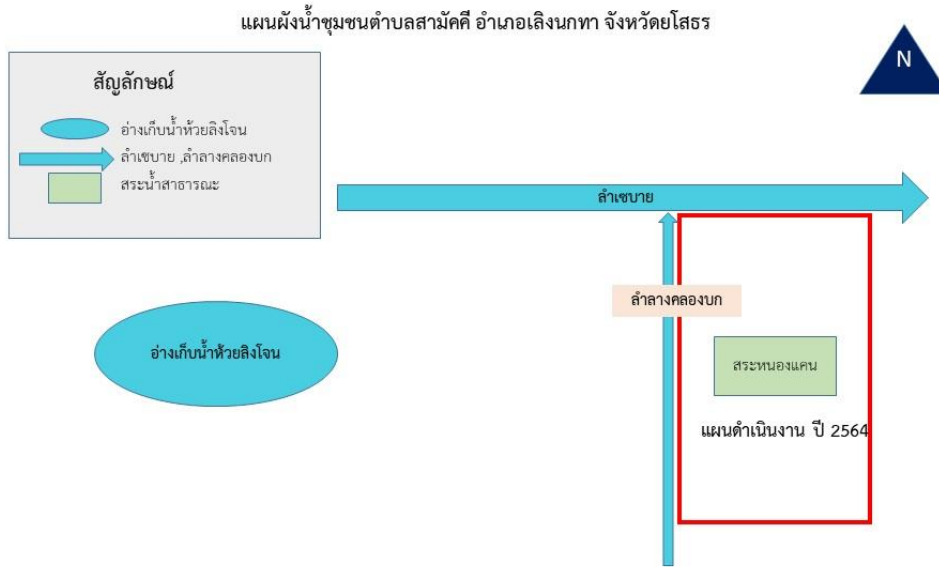 แผนผังน้ำชุมชนตำบลสามัคคี อำเภอเลิงนกทา จังหวัดยโสธร
N
สัญลักษณ์
อ่างเก็บน้ำห้วยลิงโจน
ลำเซบาย ,ลำลางคลองบก
สระน้ำสาธารณะ
ลำเซบาย
ลำลางคลองบก
อ่างเก็บน้ำห้วยลิงโจน
สระหนองแคน
แผนดำเนินงาน ปี 2564